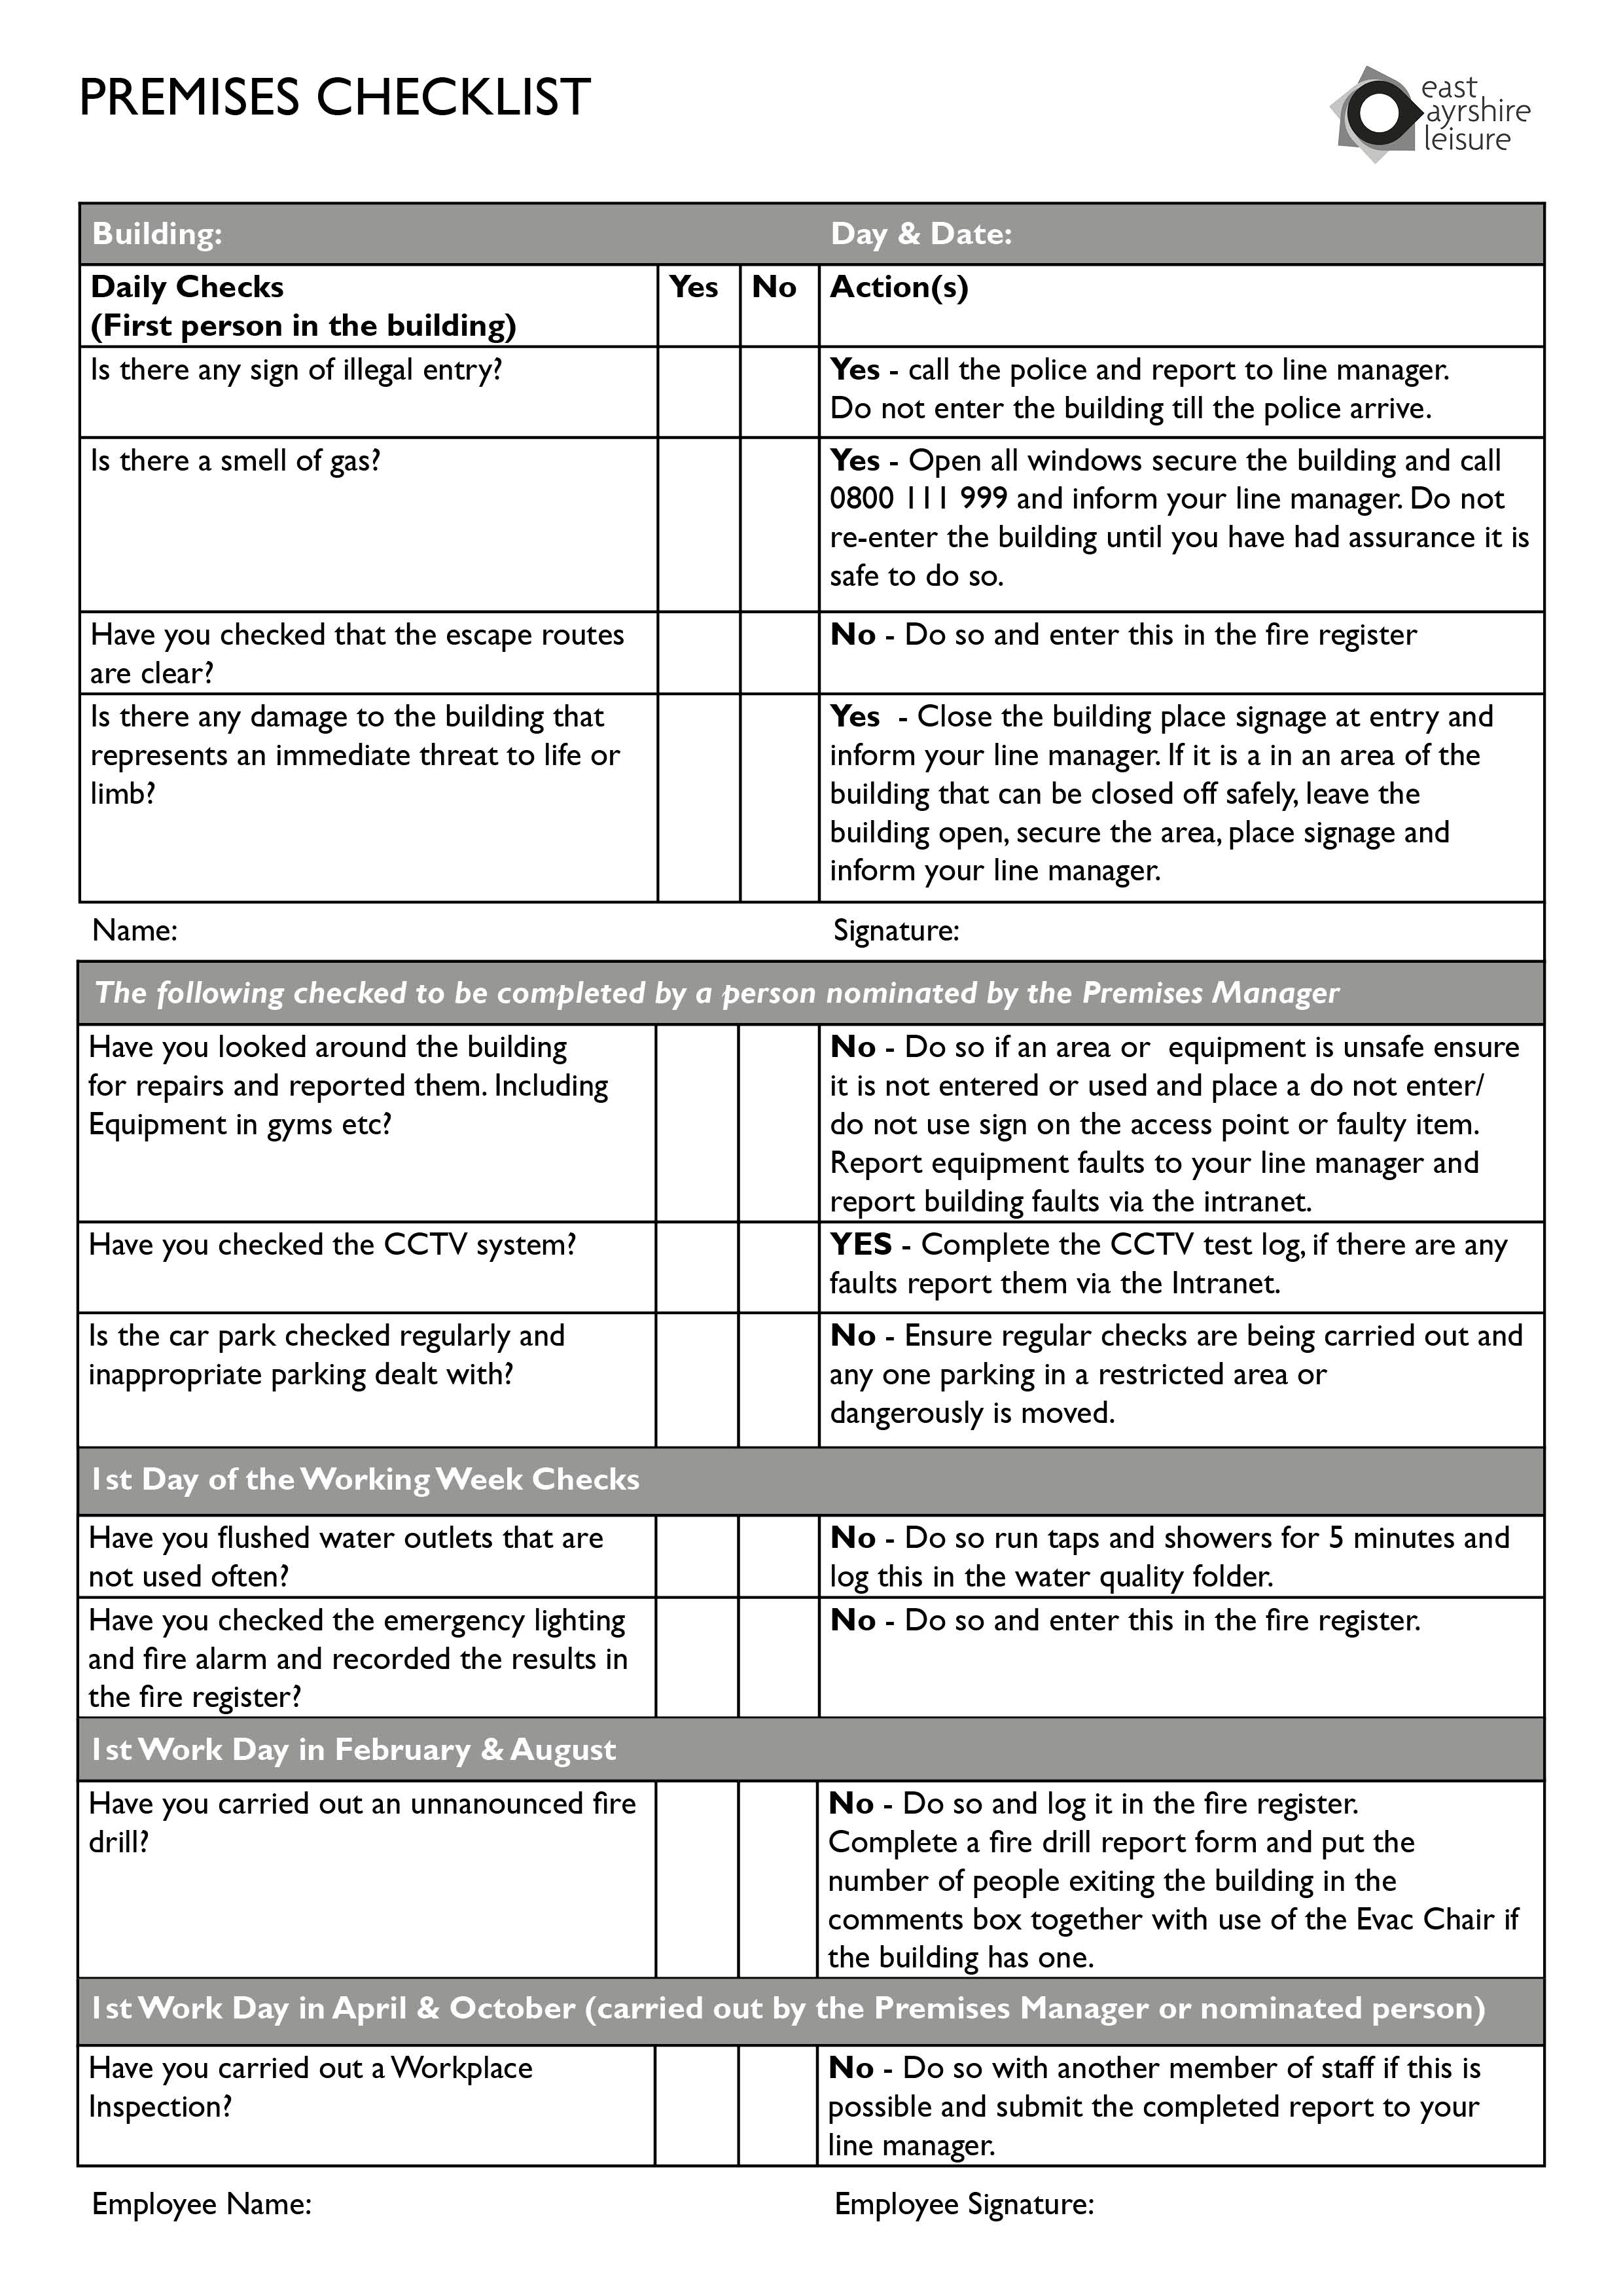 PREMISES CHECKLIST
east
ayrshire
leisure
Building: Day & Date:
Daily Checks
(First person in the building)
Yes No Action(s)
Is there any sign of illegal entry?
Yes - call the police and report to line manager.
Do not enter the building till the police arrive.
Is there a smell of gas?
Yes - Open all windows secure the building and call
0800 111 999 and inform your line manager. Do not
re-enter the building until you have had assurance it is
safe to do so.
Have you checked that the escape routes
are clear?
No - Do so and enter this in the fire register
Is there any damage to the building that
represents an immediate threat to life or
limb?
Yes - Close the building place signage at entry and
inform your line manager. If it is a in an area of the
building that can be closed off safely, leave the
building open, secure the area, place signage and
inform your line manager.
Name: Signature:
The following checked to be completed by a person nominated by the Premises Manager
Have you looked around the building
for repairs and reported them. Including
Equipment in gyms etc?
No - Do so if an area or equipment is unsafe ensure
it is not entered or used and place a do not enter/
do not use sign on the access point or faulty item.
Report equipment faults to your line manager and
report building faults via the intranet.
Have you checked the CCTV system?
YES - Complete the CCTV test log, if there are any
faults report them via the Intranet.
Is the car park checked regularly and
inappropriate parking dealt with?
No - Ensure regular checks are being carried out and
any one parking in a restricted area or
dangerously is moved.
1st Day of the Working Week Checks
Have you flushed water outlets that are
not used often?
No - Do so run taps and showers for 5 minutes and
log this in the water quality folder.
Have you checked the emergency lighting
and fire alarm and recorded the results in
the fire register?
No - Do so and enter this in the fire register.
1st Work Day in February & August
Have you carried out an unnanounced fire
drill?
No - Do so and log it in the fire register.
Complete a fire drill report form and put the
number of people exiting the building in the
comments box together with use of the Evac Chair if
the building has one.
1st Work Day in April & October (carried out by the Premises Manager or nominated person)
Have you carried out a Workplace
Inspection?
No - Do so with another member of staff if this is
possible and submit the completed report to your
line manager.
Employee Name: Employee Signature: